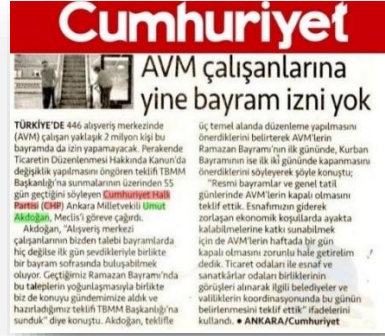 Cumhuriyet
AVM çalışanlarına
yine bayram izni yok
TÜRKİYE'DE 446 alışveriş merkezinde
(AVM) çalışan yaklaşık 2 milyon kişi bu
bayramda da izin yapamayacak. Perakende
Ticaretin Düzenlenmesi Hakkında Kanun'da
değişiklik yapılmasını öngören teklifi TBMM
Başkanlığı'na sunmalarının üzerinden 55
gün geçtiğini söyleyen Cumhuriyet Halk
Partisi (CHP) Ankara Milletvekili Umut
Akdoğan, Meclis'i göreve çağırdı.
Akdoğan, "Alışveriş merkezi
çalışanlarının bizden talebi bayramlarda
hiç değilse ilk gün sevdikleriyle birlikte
bir bayram sofrasında buluşabilmek
oluyor. Geçtiğimiz Ramazan Bayramı'nda
bu taleplerin yoğunlaşmasıyla birlikte
biz de konuyu gündemimize aldık ve
hazırladığımız teklifi TBMM Başkanlığı'na
sunduk" diye konuştu. Akdoğan, teklifle
üç temel alanda düzenleme yapılmasını
önerdiklerini belirterek AVM'lerin
Ramazan Bayramı'nın ilk gününde, Kurban
Bayramının ise ilk iki gününde kapanmasını
önerdiklerini söyleyerek şöyle konuştu;
"Resmi bayramlar ve genel tatil
günlerinde AVM'lerin kapalı olmasını
teklif ettik. Esnafımızın giderek
zorlaşan ekonomik koşullarda ayakta
kalabilmelerine katkı sunabilmek
için de AVM'lerin haftada bir gün
kapalı olmasını zorunlu hale getirelim
dedik. Ticaret odaları ile esnaf ve
sanatkârlar odaları birliklerinin
görüşleri alınarak ilgili belediyeler ve
valiliklerin koordinasyonunda bu günün
belirlenmesini teklif ettik" ifadelerini
kullandı. • ANKARA/Cumhuriyet